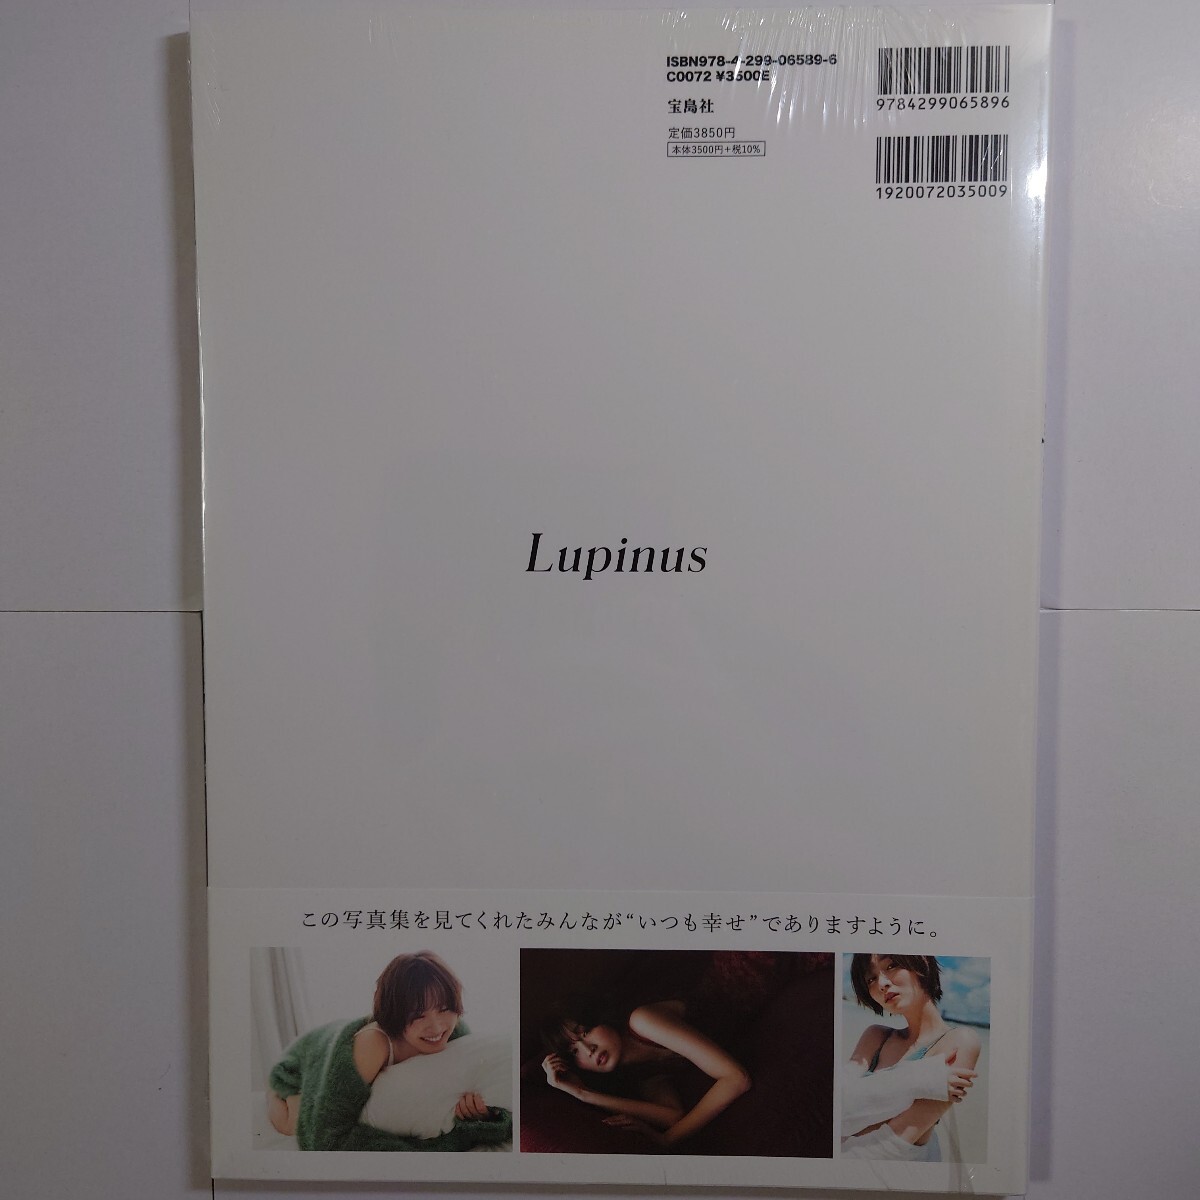 ISBN978-4-299-06589-6
C0072 ¥3500E
宝島社
定価3850円
本体3500円+税10%
9784299065896
1920072035009
Lupinus
この写真集を見てくれたみんなが“いつも幸せ”でありますように。